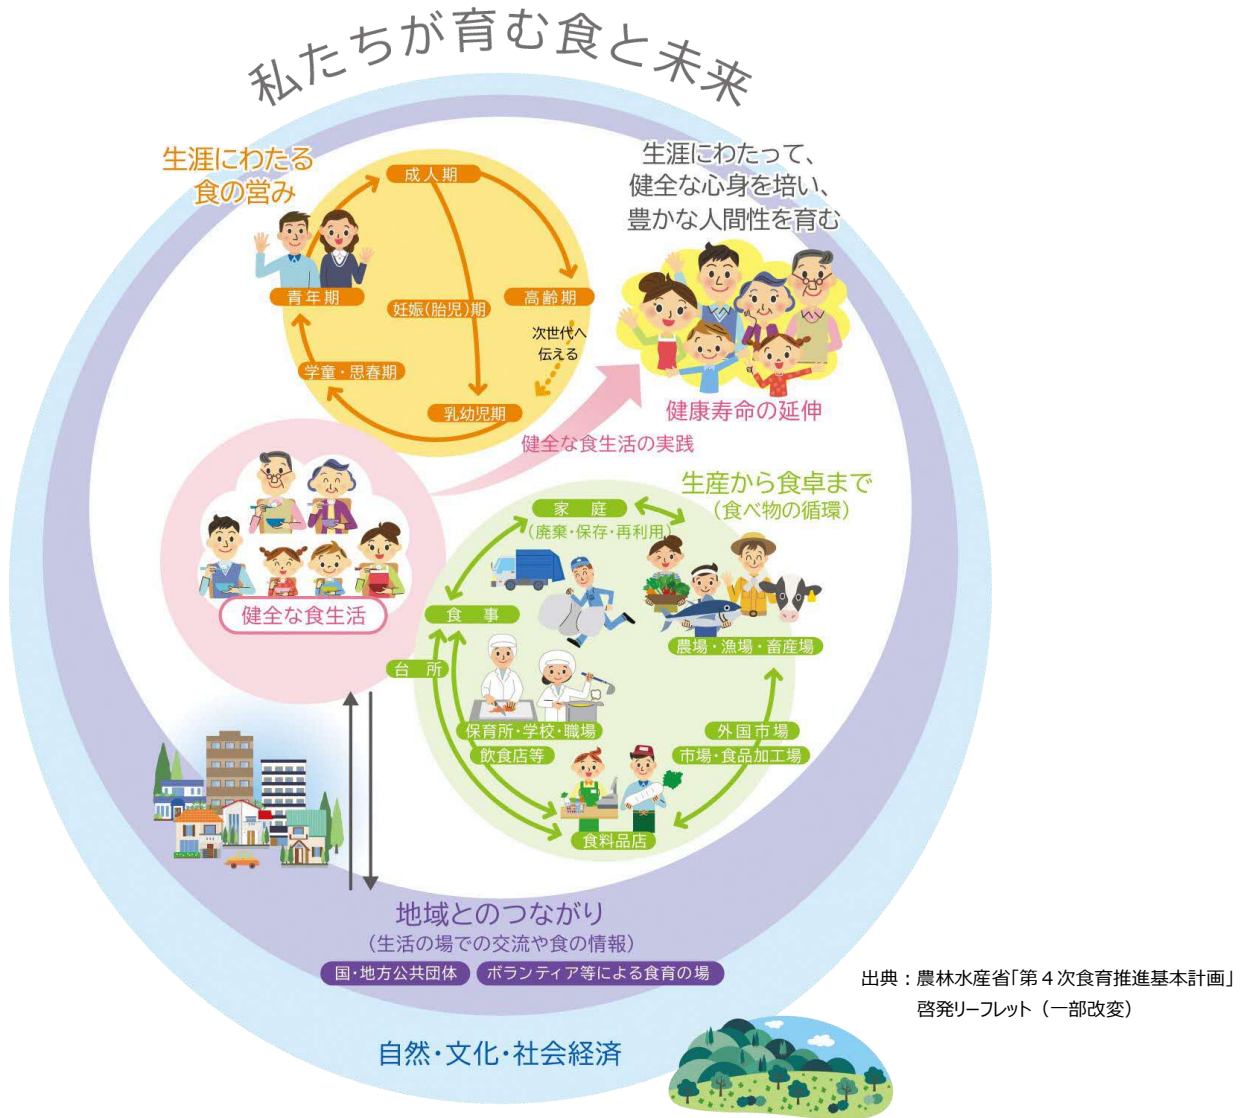 私たちが育む食と未来
生涯にわたる
食の営み
成人期
青年期
妊娠(胎児)期
高齢期
次世代へ
伝える
学童・思春期
乳幼児期
生涯にわたって、
健全な心身を培い、
豊かな人間性を育む
健康寿命の延伸
健全な食生活の実践
健全な食生活
生産から食卓まで
(食べ物の循環)
家 庭
(廃棄・保存・再利用)
食 事
農場・漁場・畜産場
台 所
保育所・学校・職場
飲食店等
外国市場
市場・食品加工場
食料品店
地域とのつながり
(生活の場での交流や食の情報)
国・地方公共団体
ボランティア等による食育の場
自然・文化・社会経済
出典：農林水産省「第４次食育推進基本計画」
啓発リーフレット（一部改変）